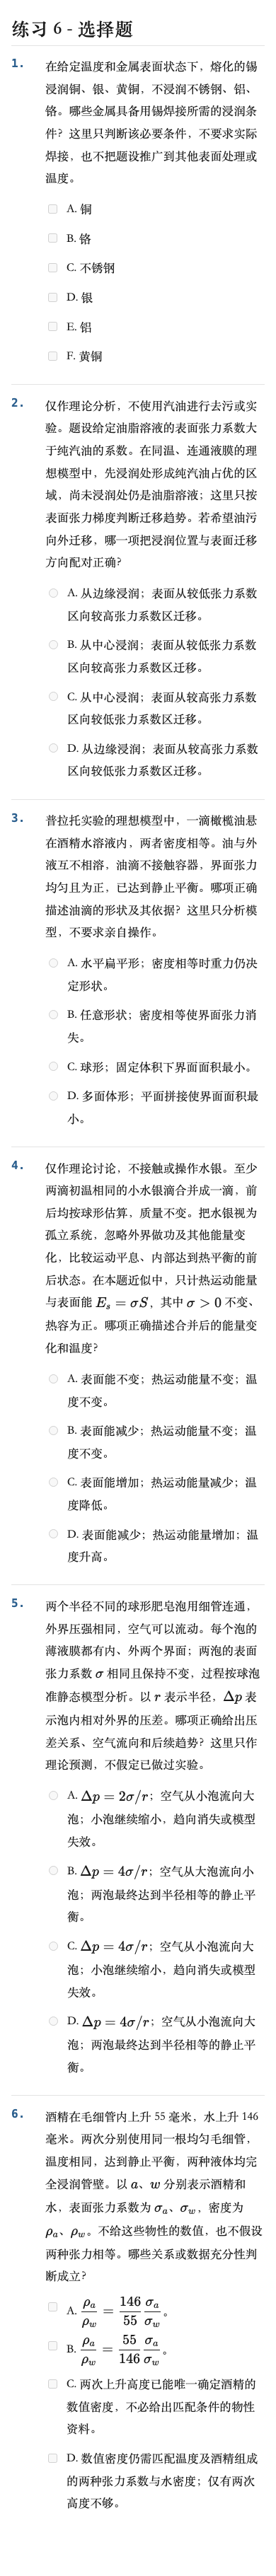 练习 6 - 选择题
1.
在给定温度和金属表面状态下，熔化的锡
浸润铜、银、黄铜，不浸润不锈钢、铝、
铬。哪些金属具备用锡焊接所需的浸润条
件？这里只判断该必要条件，不要求实际
焊接，也不把题设推广到其他表面处理或
温度。
A. 铜
B. 铬
C. 不锈钢
D. 银
E. 铝
F. 黄铜
2.
仅作理论分析，不使用汽油进行去污或实
验。题设给定油脂溶液的表面张力系数大
于纯汽油的系数。在同温、连通液膜的理
想模型中，先浸润处形成纯汽油占优的区
域，尚未浸润处仍是油脂溶液；这里只按
表面张力梯度判断迁移趋势。若希望油污
向外迁移，哪一项把浸润位置与表面迁移
方向配对正确？
A. 从边缘浸润；表面从较低张力系数
区向较高张力系数区迁移。
B. 从中心浸润；表面从较低张力系数
区向较高张力系数区迁移。
C. 从中心浸润；表面从较高张力系数
区向较低张力系数区迁移。
D. 从边缘浸润；表面从较高张力系数
区向较低张力系数区迁移。
3.
普拉托实验的理想模型中，一滴橄榄油悬
在酒精水溶液内，两者密度相等。油与外
液互不相溶，油滴不接触容器，界面张力
均匀且为正，已达到静止平衡。哪项正确
描述油滴的形状及其依据？这里只分析模
型，不要求亲自操作。
A. 水平扁平形；密度相等时重力仍决
定形状。
B. 任意形状；密度相等使界面张力消
失。
C. 球形；固定体积下界面面积最小。
D. 多面体形；平面拼接使界面面积最
小。
4.
仅作理论讨论，不接触或操作水银。至少
两滴初温相同的小水银滴合并成一滴，前
后均按球形估算，质量不变。把水银视为
孤立系统，忽略外界做功及其他能量变
化，比较运动平息、内部达到热平衡的前
后状态。在本题近似中，只计热运动能量
与表面能 E_s = σS，其中 σ > 0 不变、
热容为正。哪项正确描述合并后的能量变
化和温度？
A. 表面能不变；热运动能量不变；温
度不变。
B. 表面能减少；热运动能量不变；温
度不变。
C. 表面能增加；热运动能量减少；温
度降低。
D. 表面能减少；热运动能量增加；温
度升高。
5.
两个半径不同的球形肥皂泡用细管连通，
外界压强相同，空气可以流动。每个泡的
薄液膜都有内、外两个界面；两泡的表面
张力系数 σ 相同且保持不变，过程按球泡
准静态模型分析。以 r 表示半径，Δp 表
示泡内相对外界的压差。哪项正确给出压
差关系、空气流向和后续趋势？这里只作
理论预测，不假定已做过实验。
A. Δp = 2σ/r；空气从小泡流向大
泡；小泡继续缩小，趋向消失或模型
失效。
B. Δp = 4σ/r；空气从大泡流向小
泡；两泡最终达到半径相等的静止平
衡。
C. Δp = 4σ/r；空气从小泡流向大
泡；小泡继续缩小，趋向消失或模型
失效。
D. Δp = 4σ/r；空气从小泡流向大
泡；两泡最终达到半径相等的静止平
衡。
6.
酒精在毛细管内上升 55 毫米，水上升 146
毫米。两次分别使用同一根均匀毛细管，
温度相同，达到静止平衡，两种液体均完
全浸润管壁。以 a、w 分别表示酒精和
水，表面张力系数为 σ_a、σ_w，密度为
ρ_a、ρ_w。不给这些物性的数值，也不假设
两种张力相等。哪些关系或数据充分性判
断成立？
A. ρ_a/ρ_w = 146/55 σ_a/σ_w。
B. ρ_a/ρ_w = 55/146 σ_a/σ_w。
C. 两次上升高度已能唯一确定酒精的
数值密度，不必给出匹配条件的物性
资料。
D. 数值密度仍需匹配温度及酒精组成
的两种张力系数与水密度；仅有两次
高度不够。